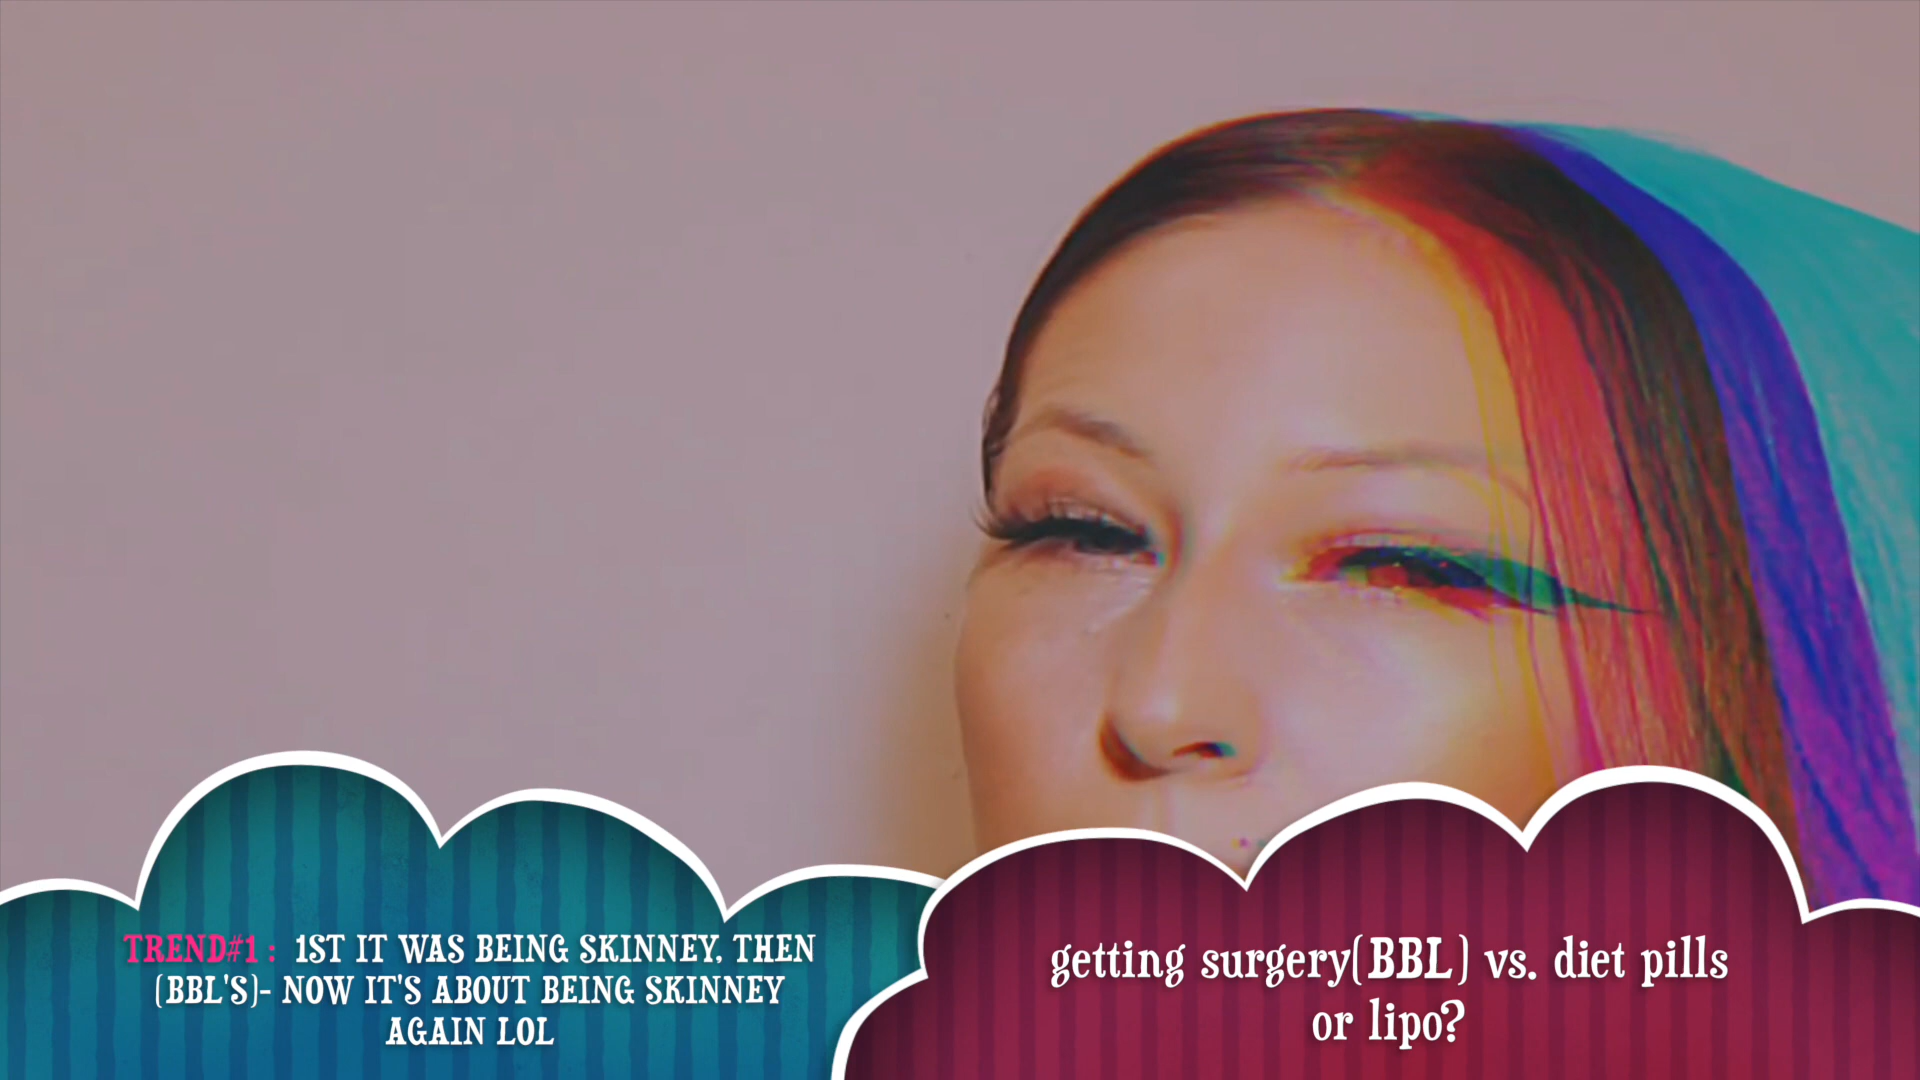 TREND#1 : 1ST IT WAS BEING SKINNEY, THEN
(BBL'S)- NOW IT'S ABOUT BEING SKINNEY
AGAIN LOL
getting surgery(BBL) vs. diet pills
or lipo?